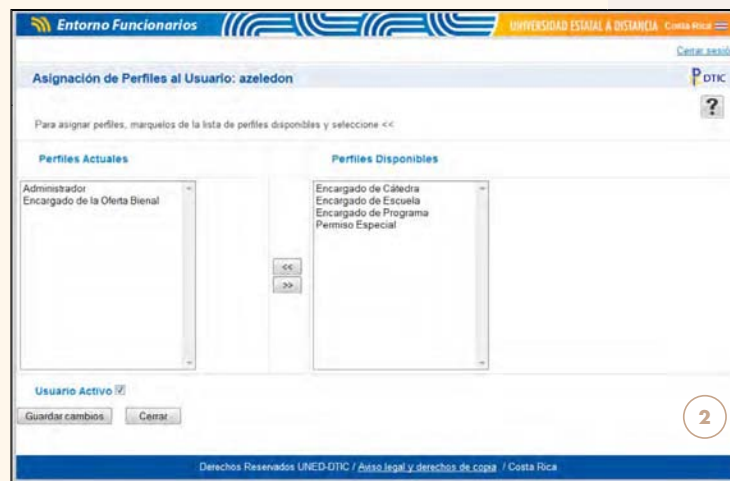 Entorno Funcionarios
UNIVERSIDAD ESTATAL A DISTANCIA Costa Rica
Cerrar sesió
Asignación de Perfiles al Usuario: azeledon
DTIC
?
Para asignar perfiles, marquelos de la lista de perfiles disponibles y seleccione <<
Perfiles Actuales
Perfiles Disponibles
Administrador
Encargado de la Oferta Bienal
Encargado de Cátedra
Encargado de Escuela
Encargado de Programa
Permiso Especial
<<
>>
Usuario Activo
Guardar cambios
Cerrar
2
Derechos Reservados UNED-DTIC / Aviso legal y derechos de copia / Costa Rica